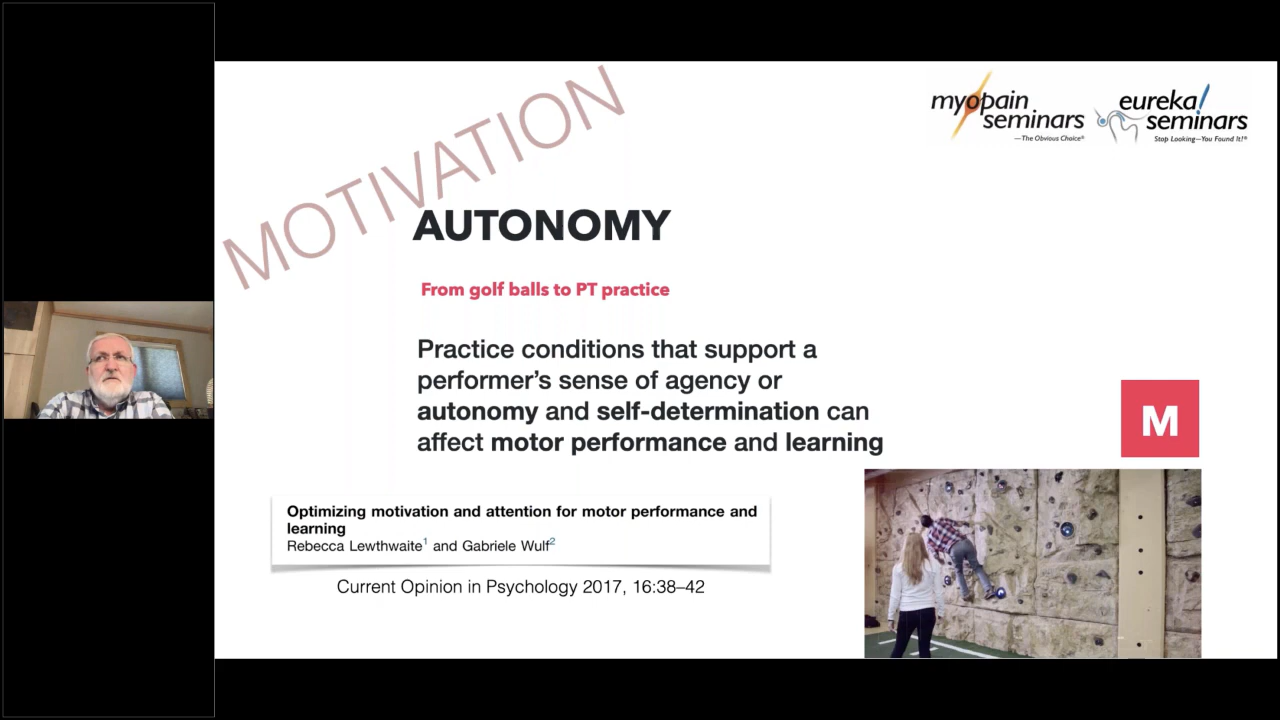 MOTIVATION
myopain
seminars
—The Obvious Choice®
eureka!
seminars
Stop Looking—You Found It!®
AUTONOMY
From golf balls to PT practice
Practice conditions that support a
performer’s sense of agency or
autonomy and self-determination can
affect motor performance and learning
M
Optimizing motivation and attention for motor performance and
learning
Rebecca Lewthwaite1 and Gabriele Wulf2
Current Opinion in Psychology 2017, 16:38–42